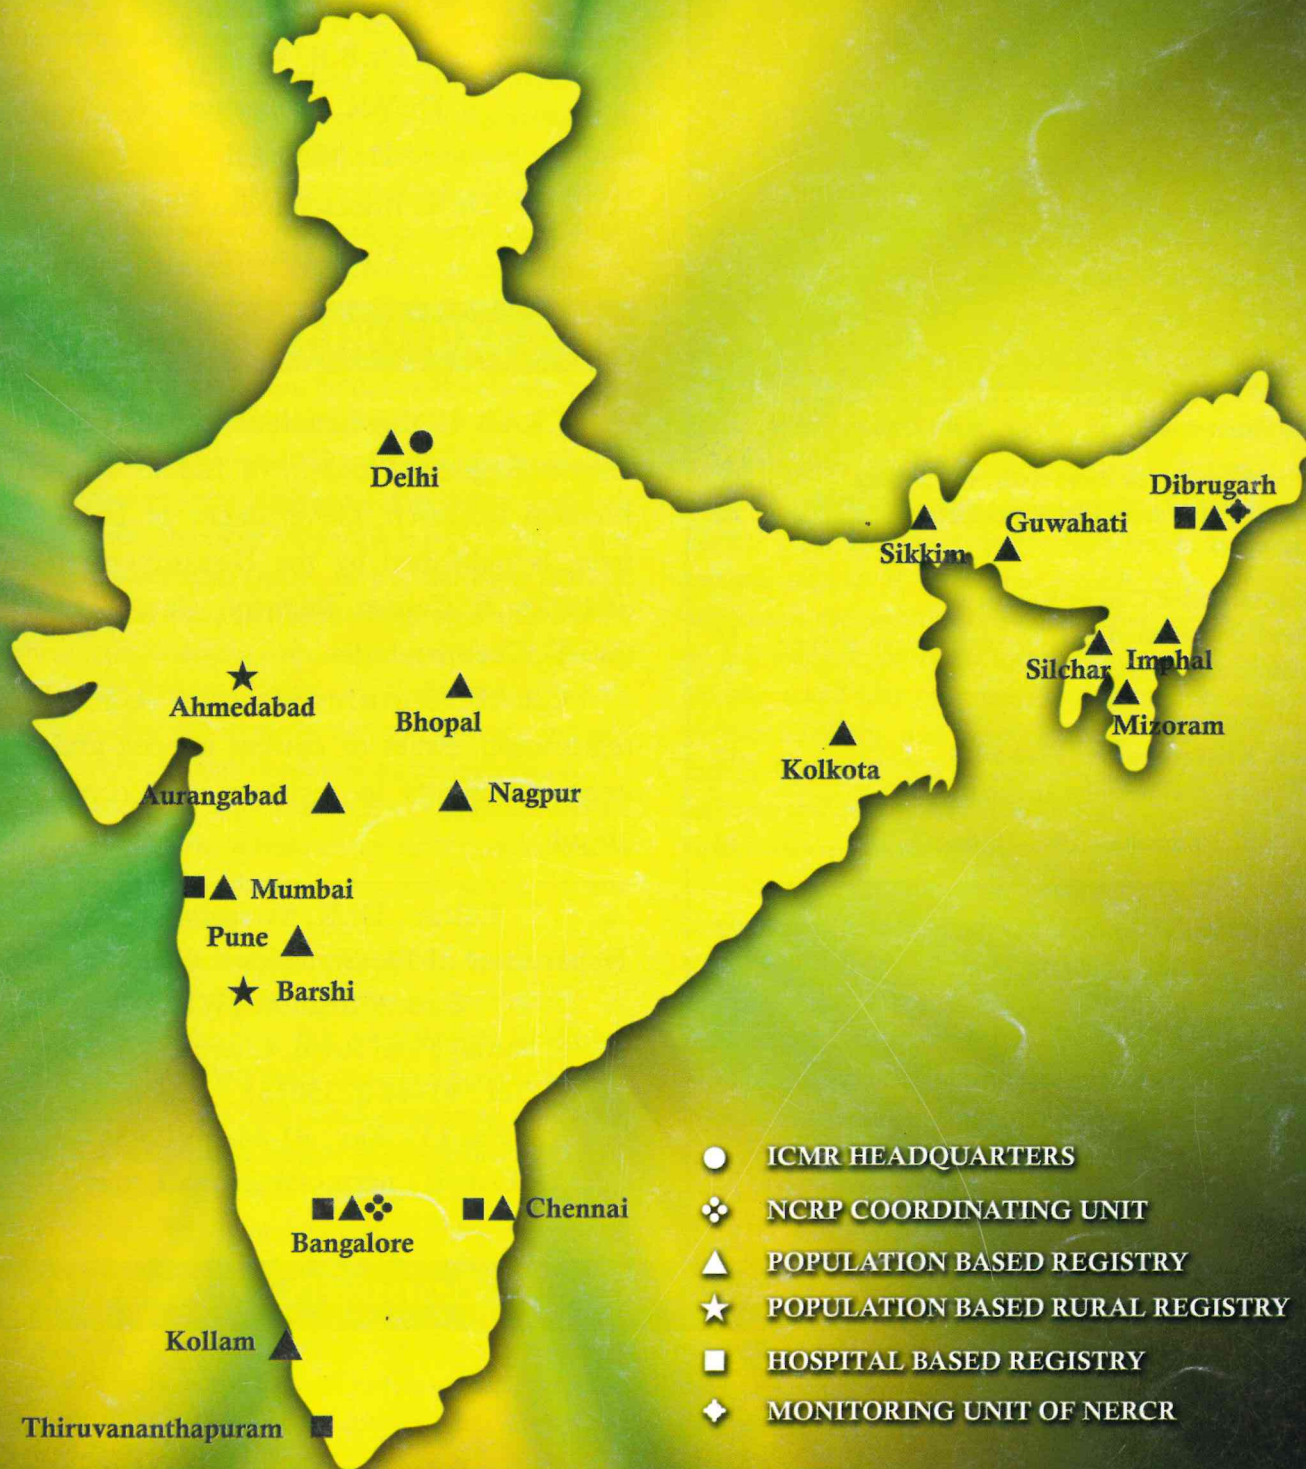 Delhi
Dibrugarh
Guwahati
Sikkim
Silchar
Imphal
Mizoram
Ahmedabad
Bhopal
Kolkota
Aurangabad
Nagpur
Mumbai
Pune
Barshi
Chennai
Bangalore
Kollam
Thiruvananthapuram
ICMR HEADQUARTERS
NCRP COORDINATING UNIT
POPULATION BASED REGISTRY
POPULATION BASED RURAL REGISTRY
HOSPITAL BASED REGISTRY
MONITORING UNIT OF NERCR